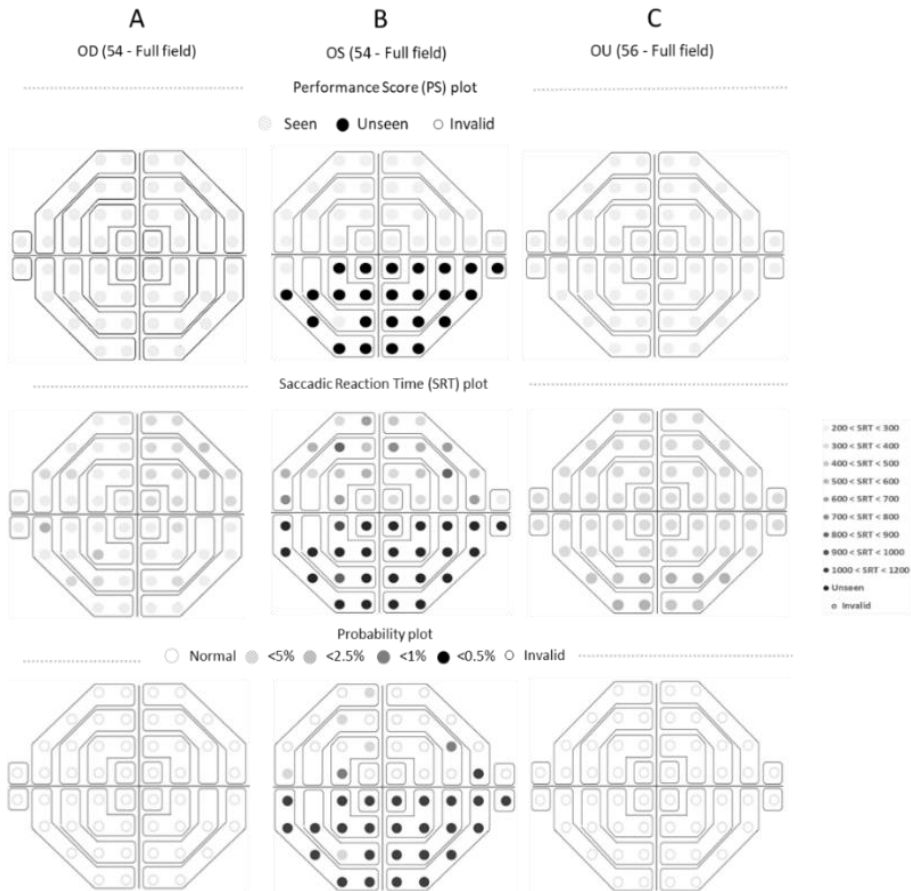 A B C
OD (54 - Full field) OS (54 - Full field) OU (56 - Full field)
Performance Score (PS) plot
Seen Unseen Invalid
Saccadic Reaction Time (SRT) plot
200 < SRT < 300
300 < SRT < 400
400 < SRT < 500
500 < SRT < 600
600 < SRT < 700
700 < SRT < 800
800 < SRT < 900
900 < SRT < 1000
1000 < SRT < 1200
Unseen
Invalid
Probability plot
Normal <5% <2.5% <1% <0.5% Invalid